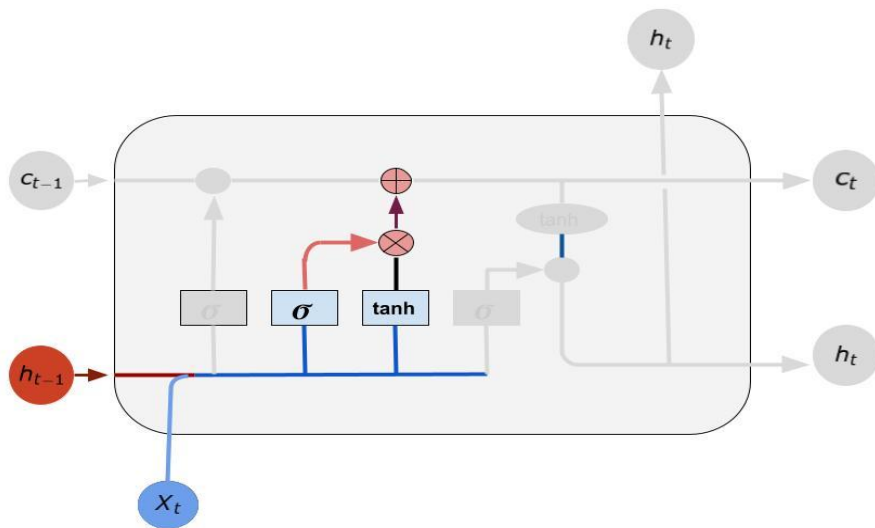 h_t
c_{t-1}
c_t
tanh
σ σ tanh σ
h_{t-1}
h_t
X_t